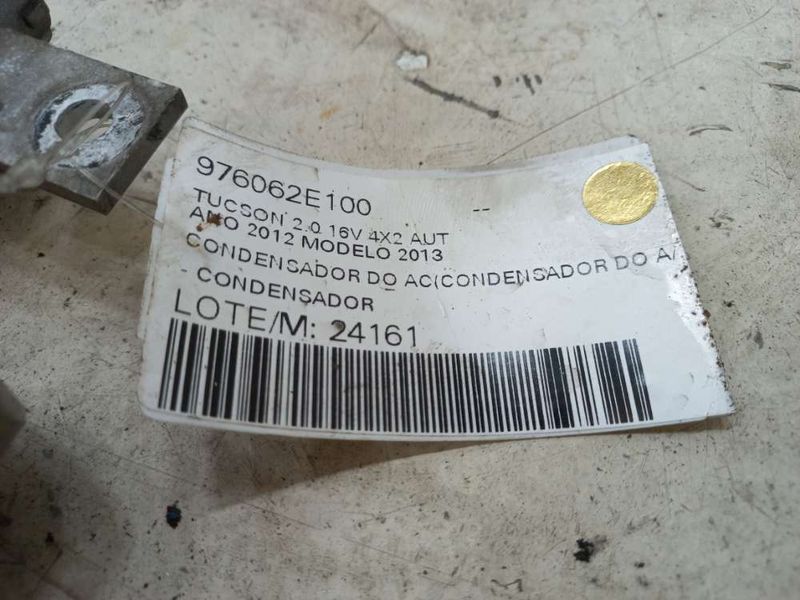 976062E100 --
TUCSON 2.0 16V 4X2 AUT
ANO 2012 MODELO 2013
CONDENSADOR DO AC(CONDENSADOR DO A/
- CONDENSADOR
LOTE/M: 24161